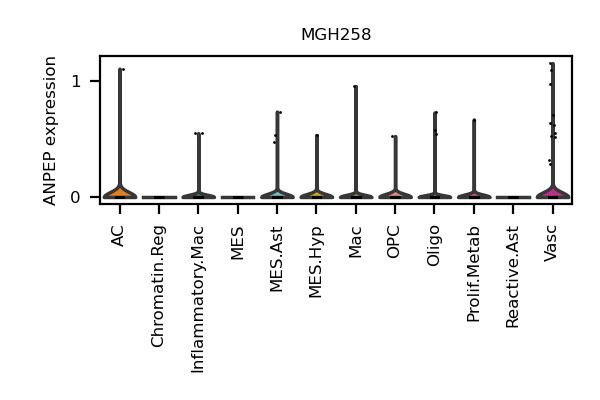 MGH258
ANPEP expression
1
0
AC
Chromatin.Reg
Inflammatory.Mac
MES
MES.Ast
MES.Hyp
Mac
OPC
Oligo
Prolif.Metab
Reactive.Ast
Vasc